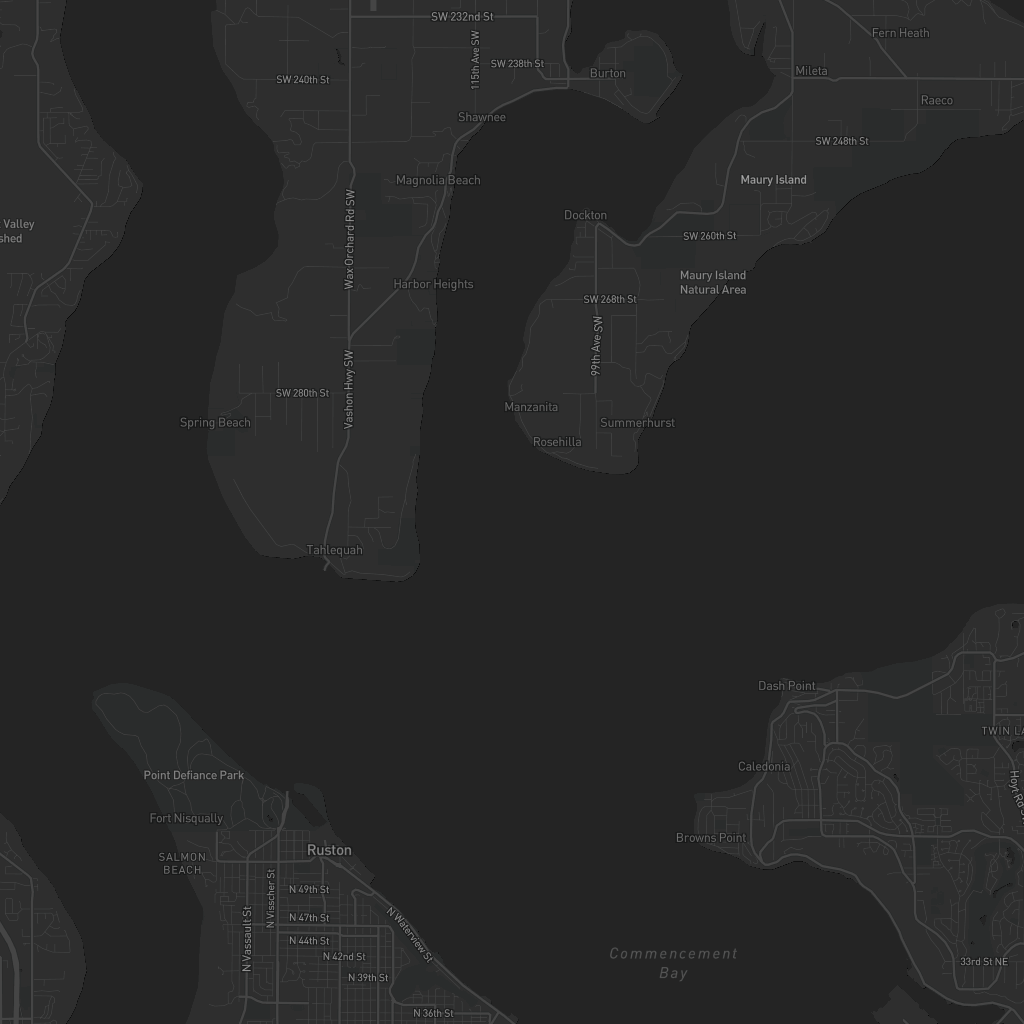 SW 232nd St
Fern Heath
115th Ave SW
SW 238th St
Burton
Mileta
SW 240th St
Raeco
Shawnee
SW 248th St
Magnolia Beach
Maury Island
Wax Orchard Rd SW
Dockton
Valley
SW 260th St
shed
Harbor Heights
Maury Island
Natural Area
SW 268th St
99th Ave SW
Vashon Hwy SW
SW 280th St
Manzanita
Spring Beach
Summerhurst
Rosehilla
Tahlequah
Dash Point
TWIN LA
Caledonia
Point Defiance Park
Hoyt Rd SW
Fort Nisqually
Browns Point
Ruston
SALMON
BEACH
N 49th St
N Visscher St
N 47th St
N Waterview St
N Vassault St
N 44th St
N 42nd St
Commencement
Bay
33rd St NE
N 39th St
N 36th St